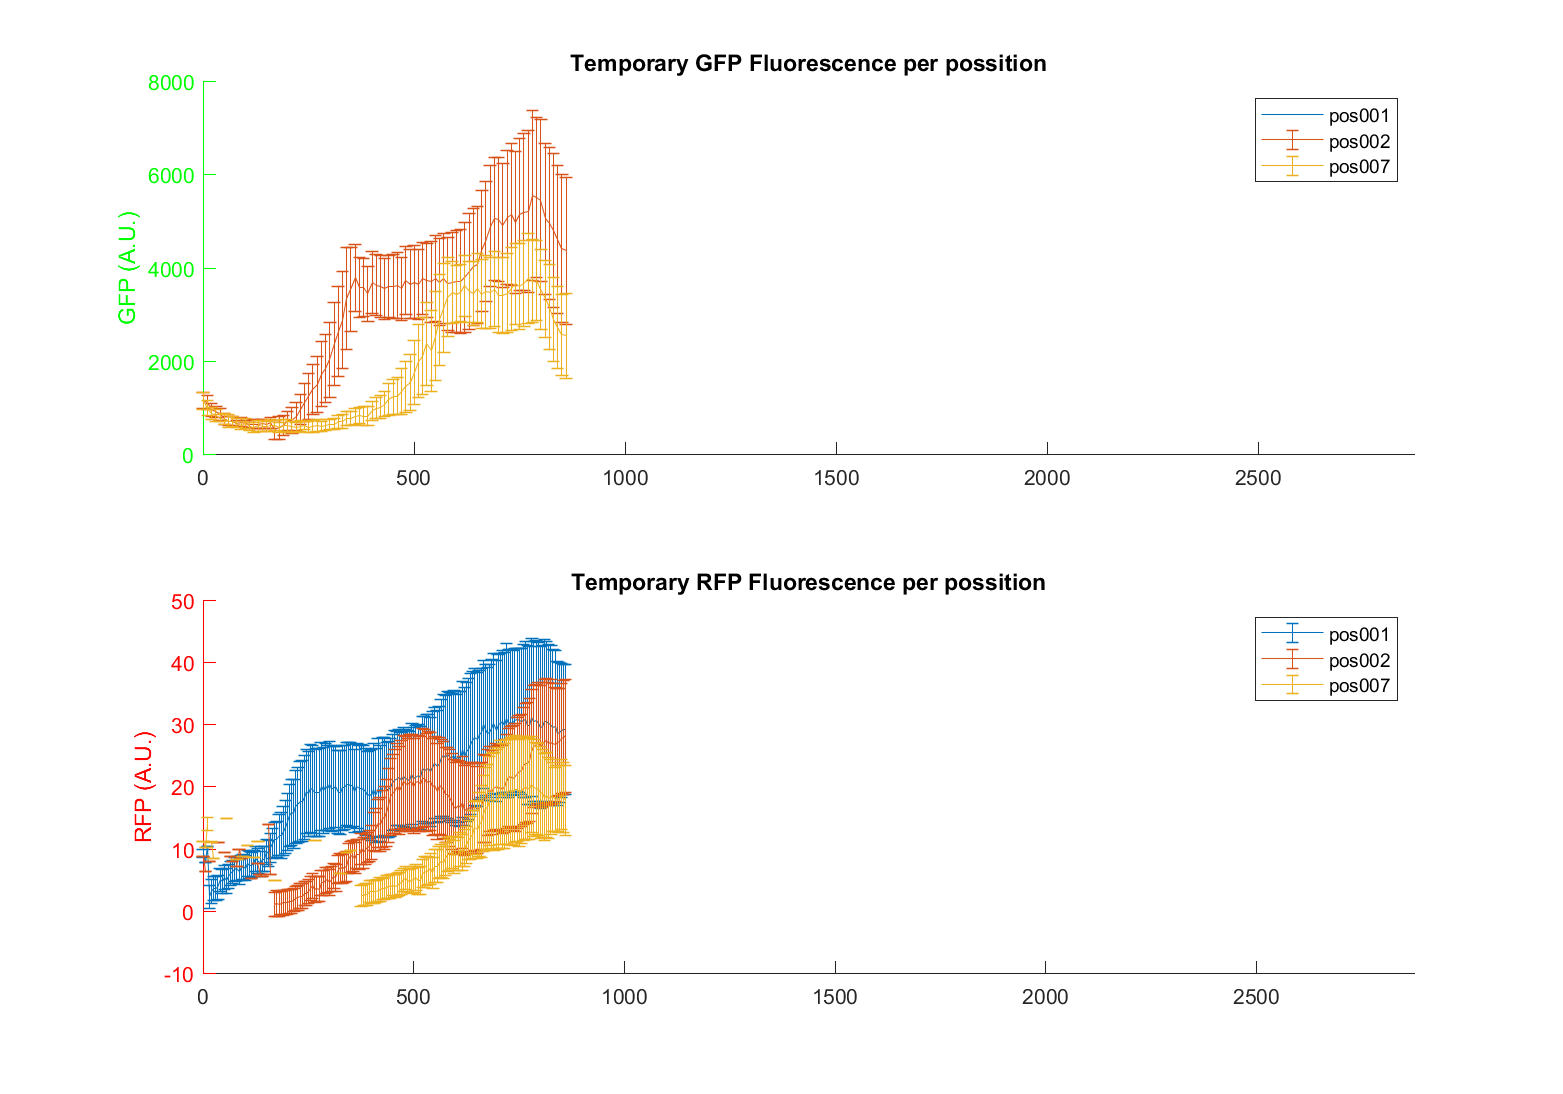 Temporary GFP Fluorescence per possition
8000
6000
4000
2000
0
GFP (A.U.)
pos001
pos002
pos007
0 500 1000 1500 2000 2500
Temporary RFP Fluorescence per possition
50
40
30
20
10
0
-10
RFP (A.U.)
pos001
pos002
pos007
0 500 1000 1500 2000 2500